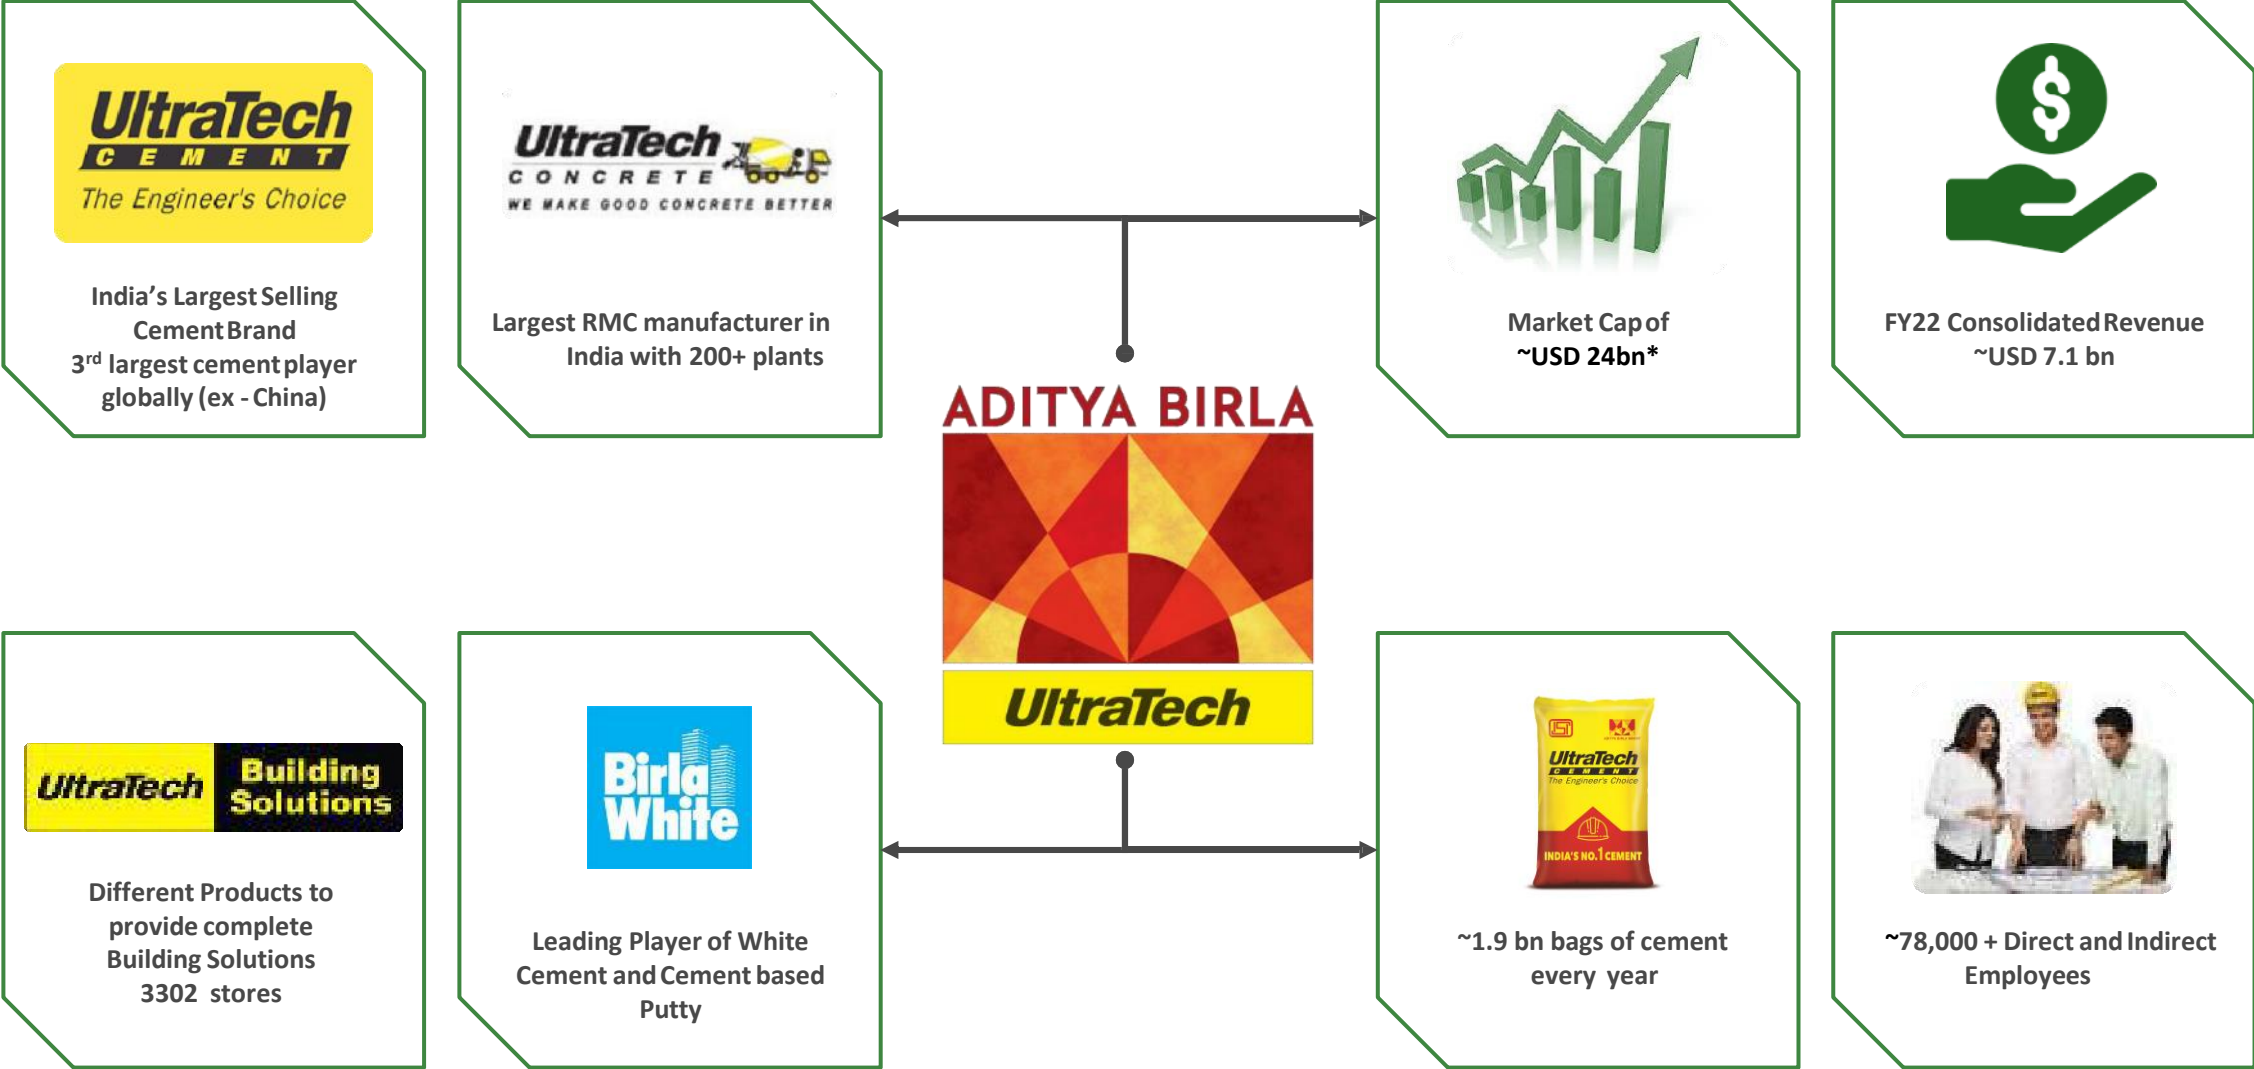 UltraTech
CEMENT
The Engineer's Choice
India’s Largest Selling
Cement Brand
3rd largest cement player
globally (ex - China)
UltraTech
CONCRETE
WE MAKE GOOD CONCRETE BETTER
Largest RMC manufacturer in
India with 200+ plants
Market Cap of
~USD 24bn*
$
FY22 Consolidated Revenue
~USD 7.1 bn
ADITYA BIRLA
UltraTech
UltraTech
Building
Solutions
Different Products to
provide complete
Building Solutions
3302 stores
Birla
White
Leading Player of White
Cement and Cement based
Putty
ISI
UltraTech
CEMENT
The Engineer's Choice
INDIA'S NO.1 CEMENT
~1.9 bn bags of cement
every year
~78,000 + Direct and Indirect
Employees